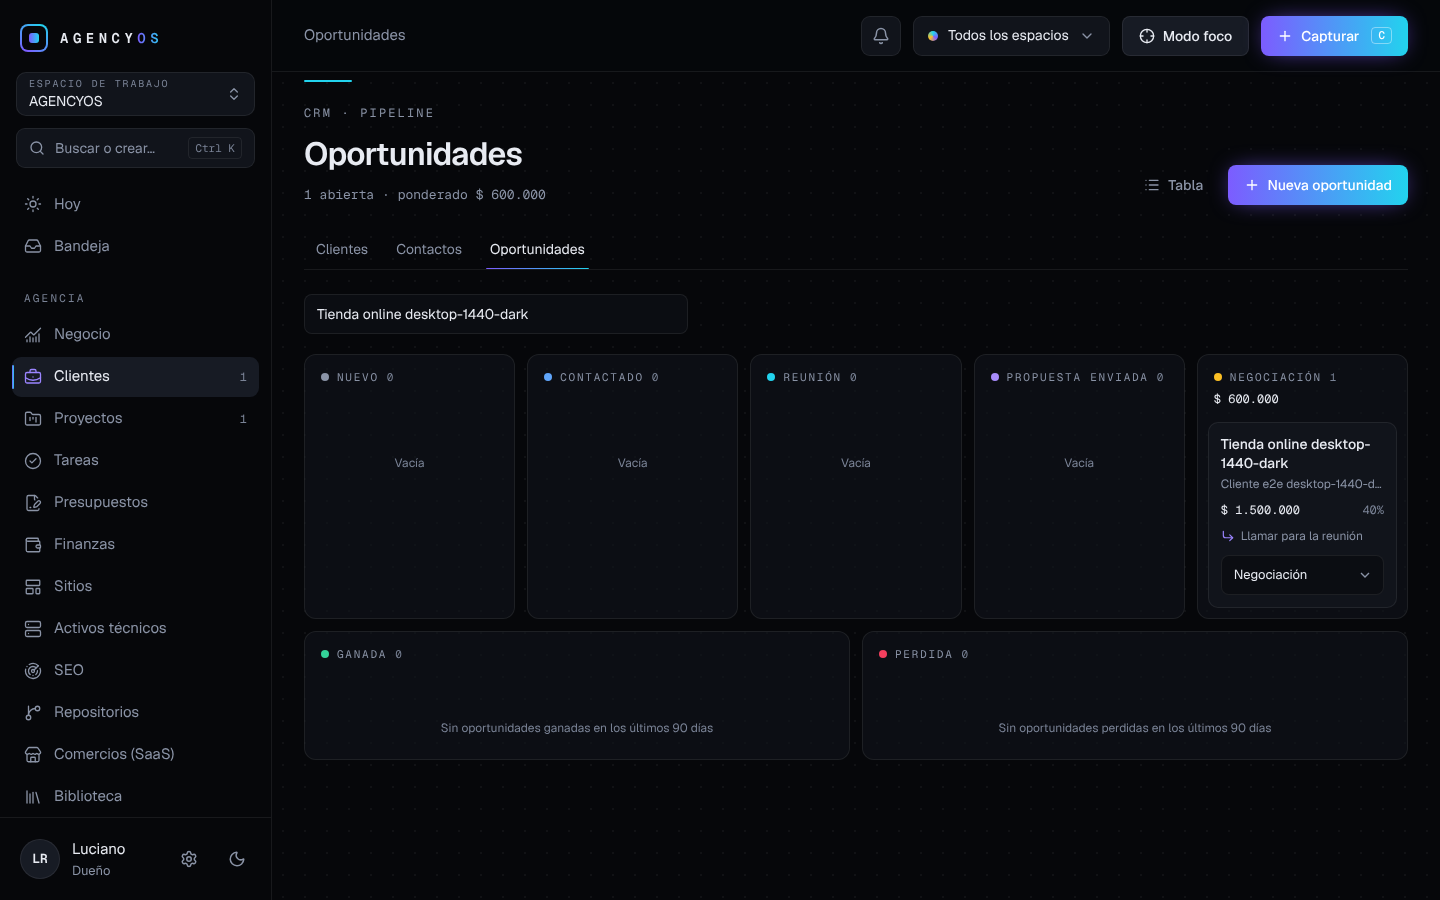 AGENCYOS
ESPACIO DE TRABAJO
AGENCYOS
Buscar o crear...
Ctrl K
Hoy
Bandeja
AGENCIA
Negocio
Clientes 1
Proyectos 1
Tareas
Presupuestos
Finanzas
Sitios
Activos técnicos
SEO
Repositorios
Comercios (SaaS)
Biblioteca
LR
Luciano
Dueño
Oportunidades
Todos los espacios
Modo foco
Capturar C
CRM · PIPELINE
Oportunidades
1 abierta · ponderado $ 600.000
Tabla
Nueva oportunidad
Clientes
Contactos
Oportunidades
Tienda online desktop-1440-dark
NUEVO 0
Vacía
CONTACTADO 0
Vacía
REUNIÓN 0
Vacía
PROPUESTA ENVIADA 0
Vacía
NEGOCIACIÓN 1
$ 600.000
Tienda online desktop-
1440-dark
Cliente e2e desktop-1440-d...
$ 1.500.000 40%
Llamar para la reunión
Negociación
GANADA 0
Sin oportunidades ganadas en los últimos 90 días
PERDIDA 0
Sin oportunidades perdidas en los últimos 90 días